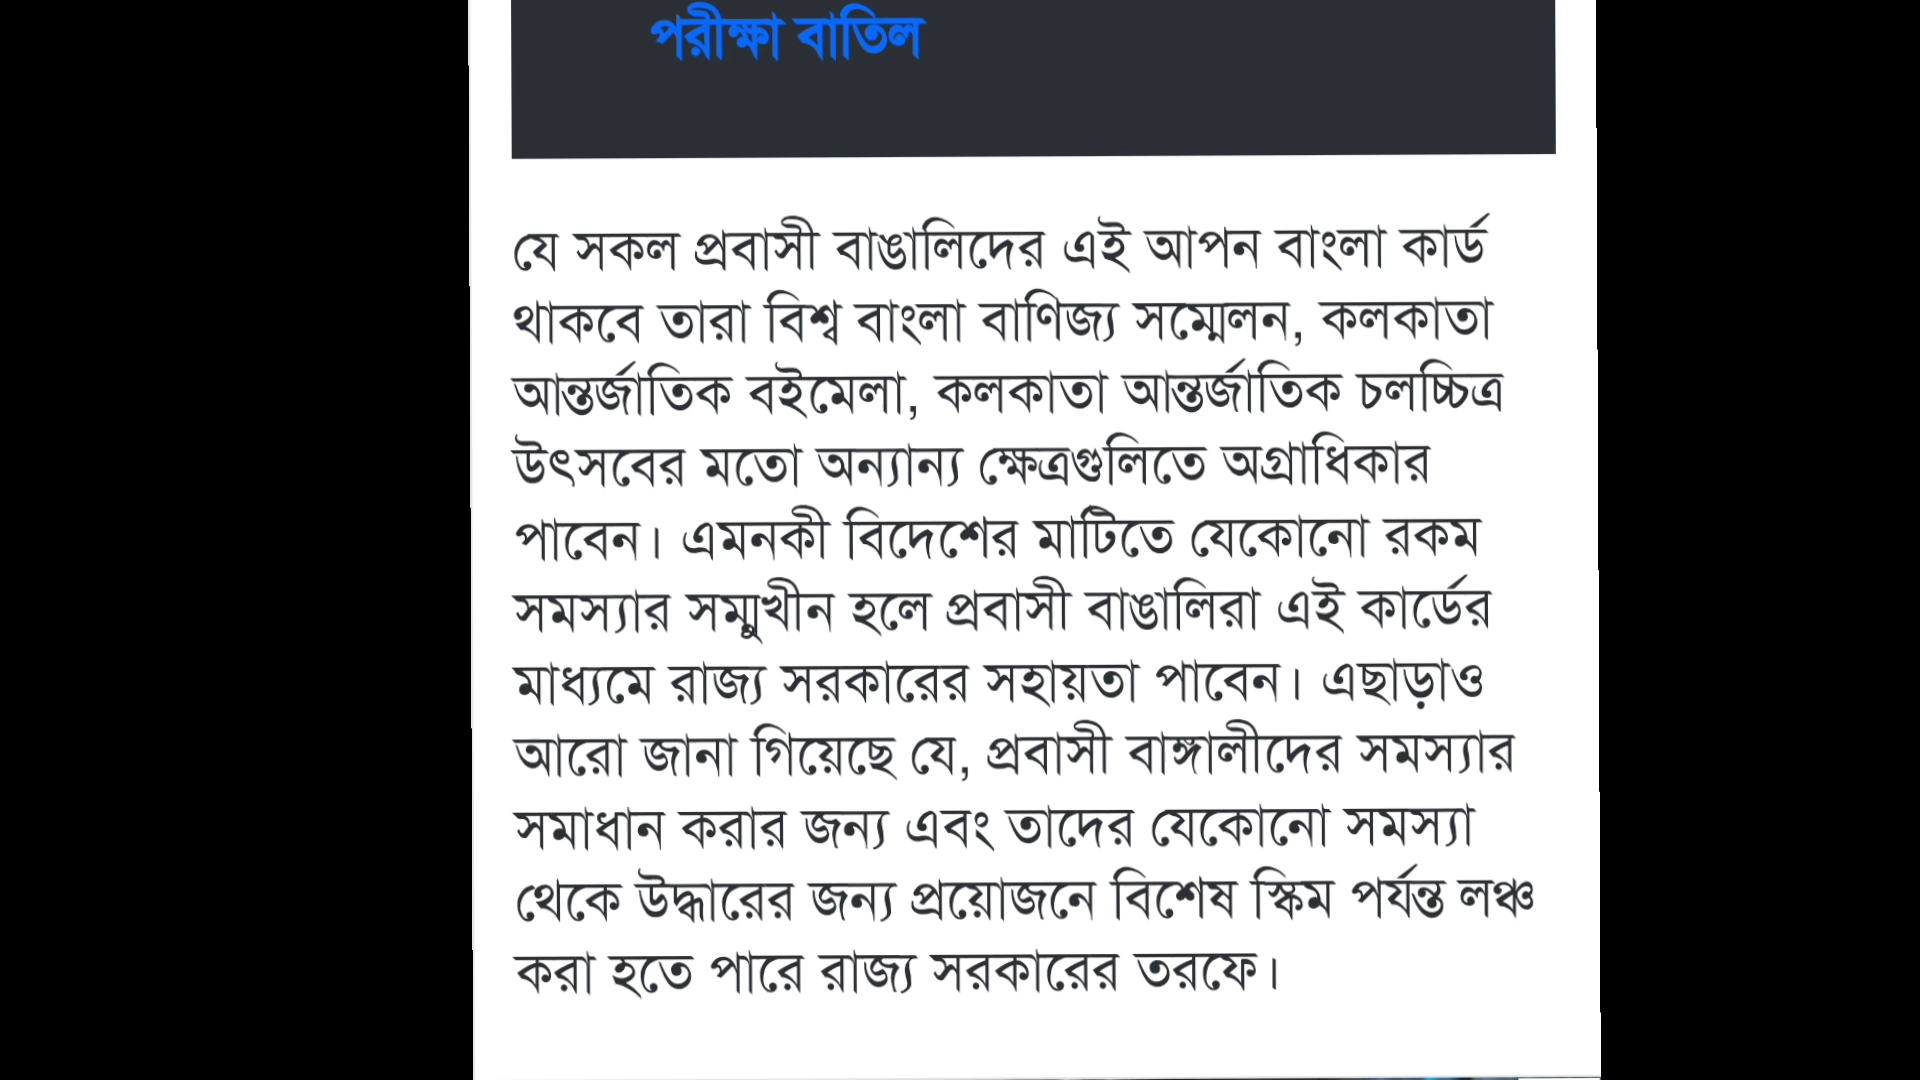 পরীক্ষা বাতিল
যে সকল প্রবাসী বাঙালিদের এই আপন বাংলা কার্ড
থাকবে তারা বিশ্ব বাংলা বাণিজ্য সম্মেলন, কলকাতা
আন্তর্জাতিক বইমেলা, কলকাতা আন্তর্জাতিক চলচ্চিত্র
উৎসবের মতো অন্যান্য ক্ষেত্রগুলিতে অগ্রাধিকার
পাবেন। এমনকী বিদেশের মাটিতে যেকোনো রকম
সমস্যার সম্মুখীন হলে প্রবাসী বাঙালিরা এই কার্ডের
মাধ্যমে রাজ্য সরকারের সহায়তা পাবেন। এছাড়াও
আরো জানা গিয়েছে যে, প্রবাসী বাঙ্গালীদের সমস্যার
সমাধান করার জন্য এবং তাদের যেকোনো সমস্যা
থেকে উদ্ধারের জন্য প্রয়োজনে বিশেষ স্কিম পর্যন্ত লঞ্চ
করা হতে পারে রাজ্য সরকারের তরফে।